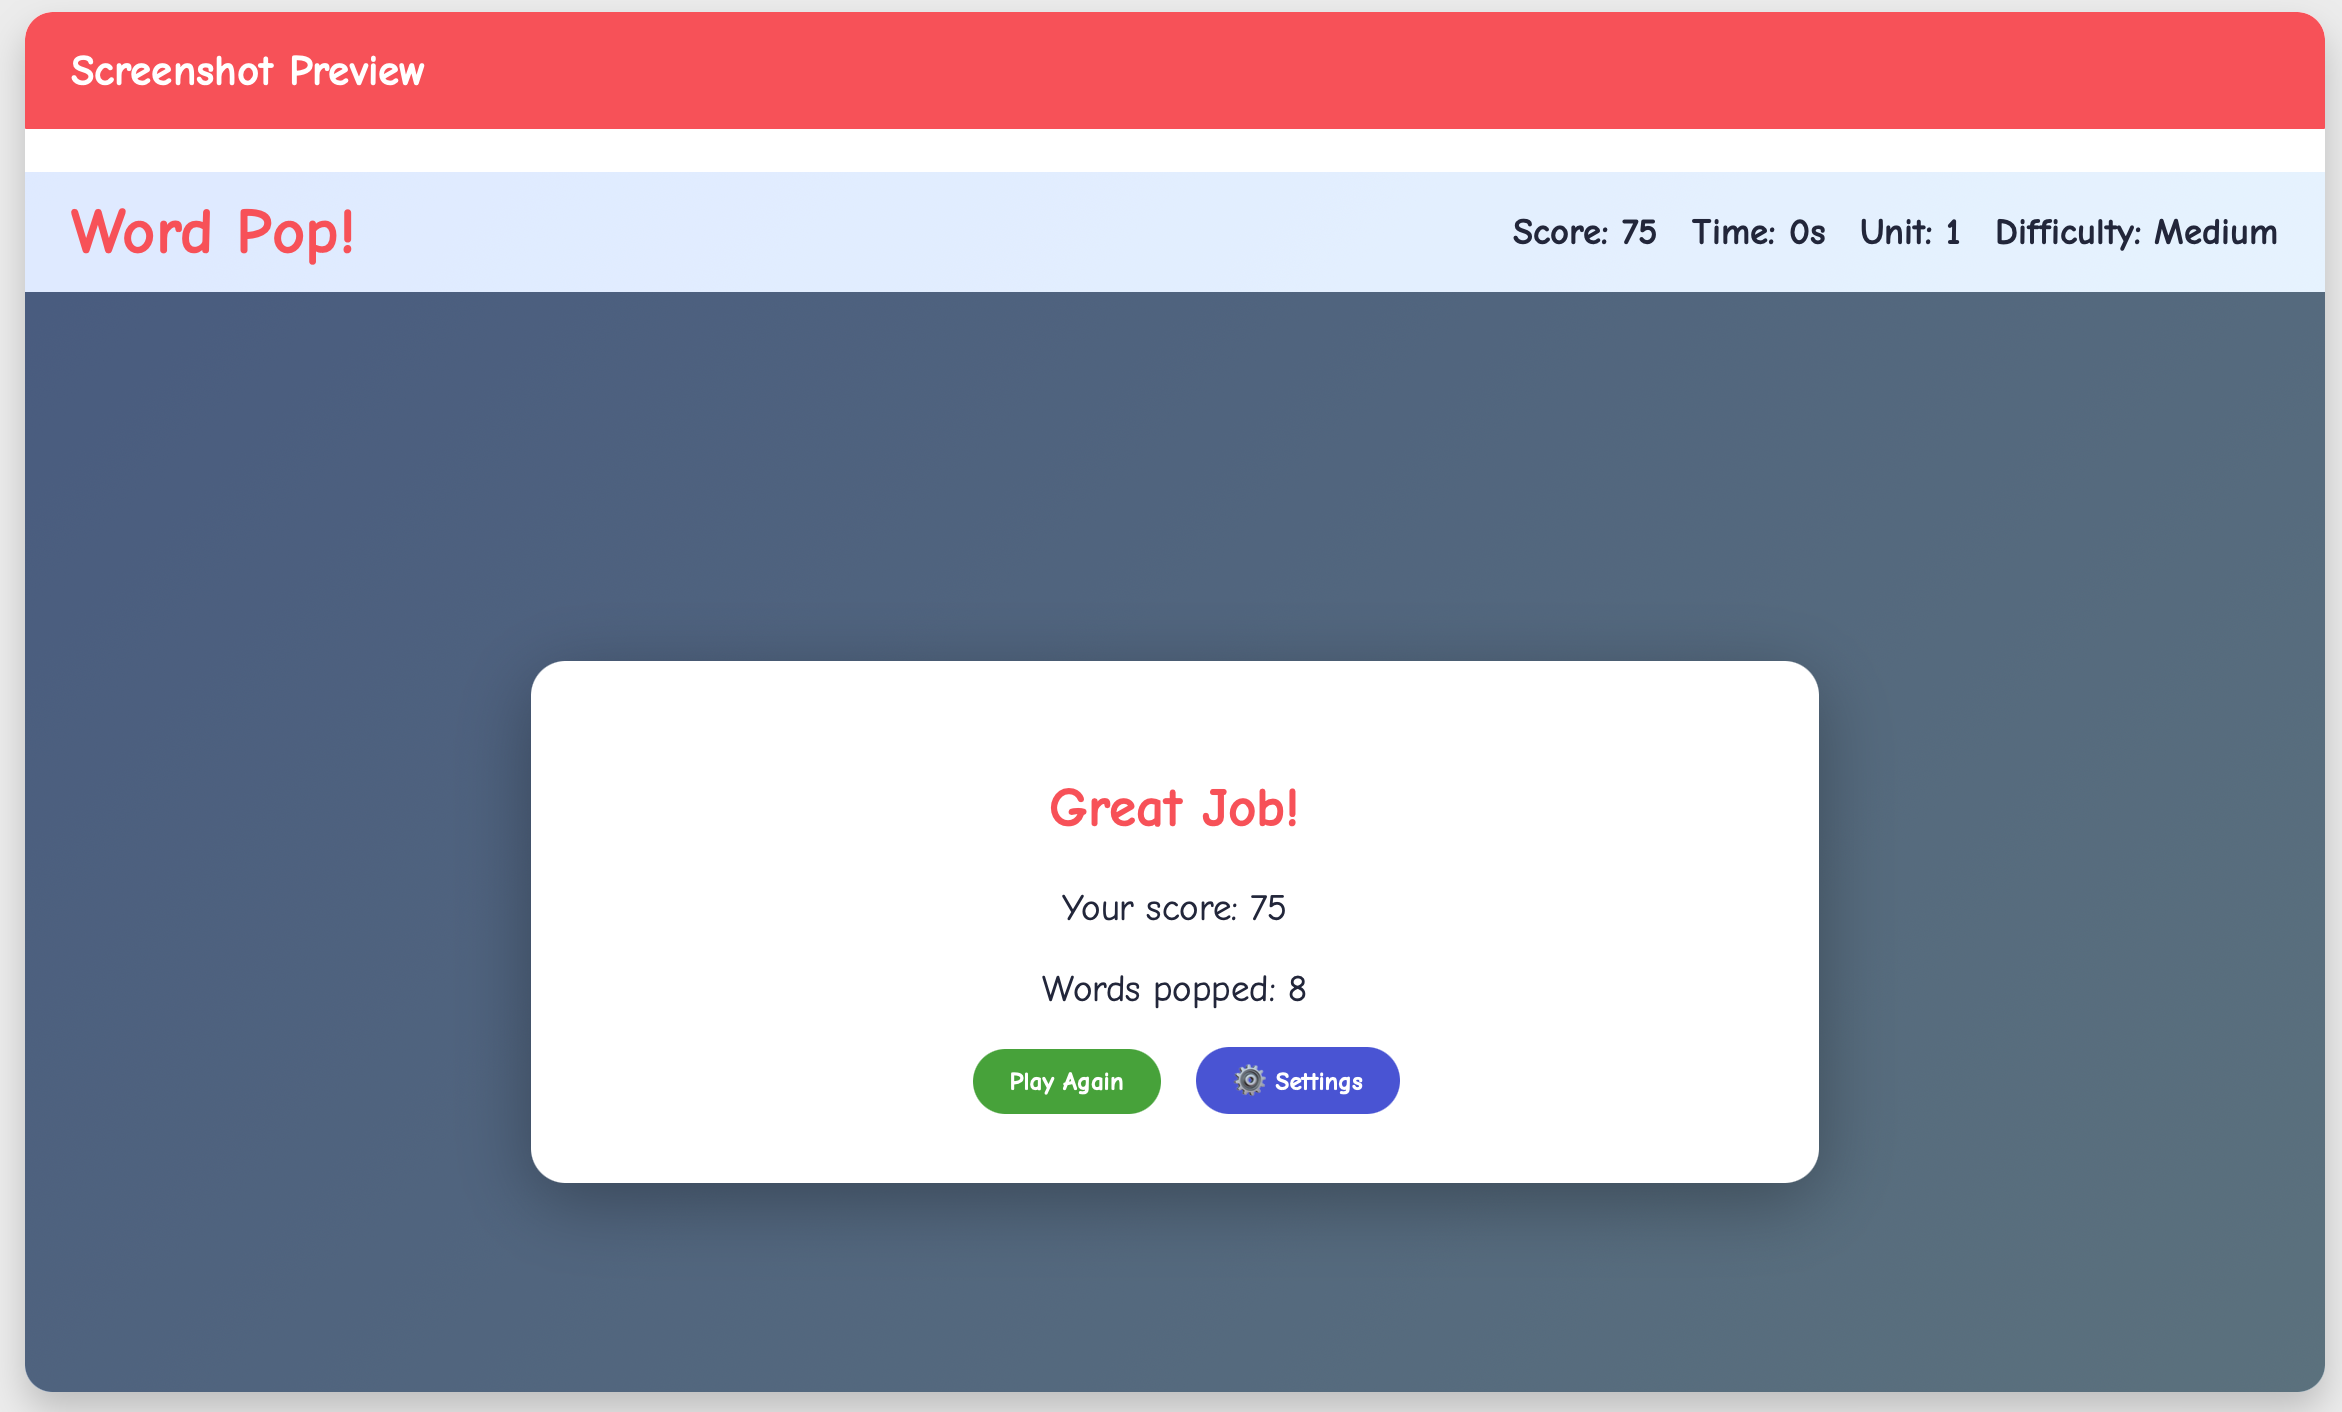 Screenshot Preview
Word Pop!
Score: 75 Time: 0s Unit: 1 Difficulty: Medium
Great Job!
Your score: 75
Words popped: 8
Play Again
⚙️ Settings